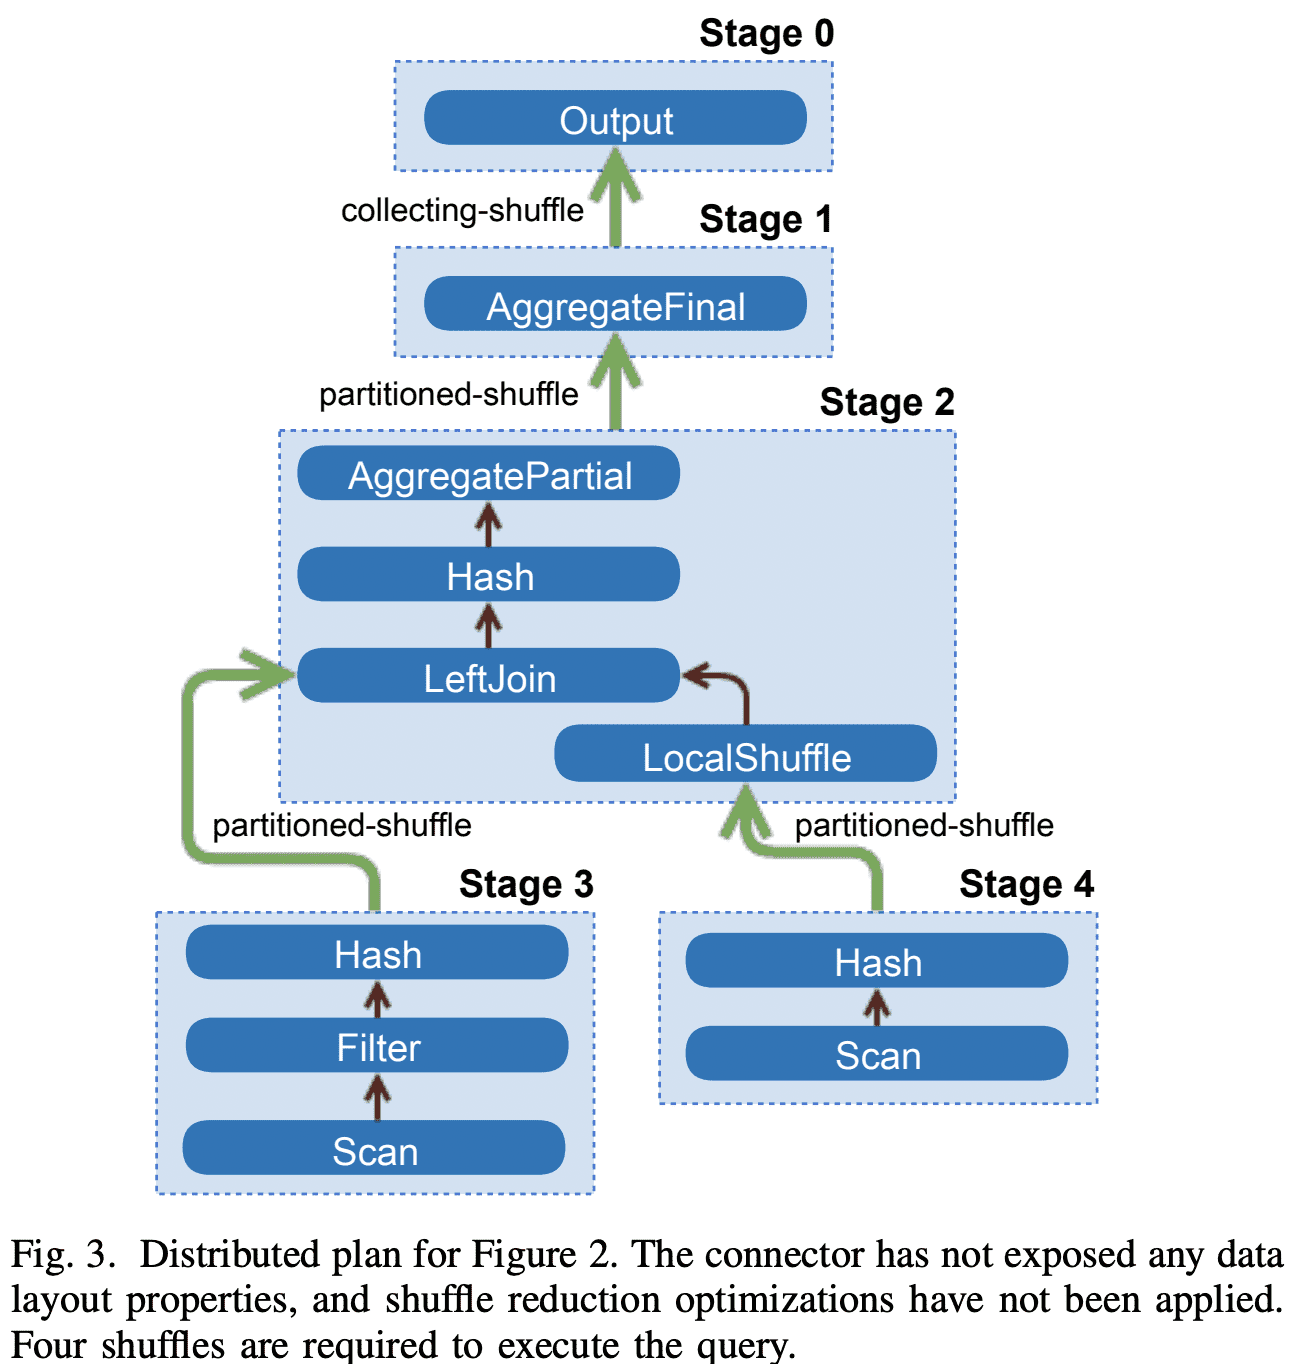 Stage 0
Output
collecting-shuffle
Stage 1
AggregateFinal
partitioned-shuffle
Stage 2
AggregatePartial
Hash
LeftJoin
LocalShuffle
partitioned-shuffle
partitioned-shuffle
Stage 3
Hash
Filter
Scan
Stage 4
Hash
Scan
Fig. 3. Distributed plan for Figure 2. The connector has not exposed any data
layout properties, and shuffle reduction optimizations have not been applied.
Four shuffles are required to execute the query.